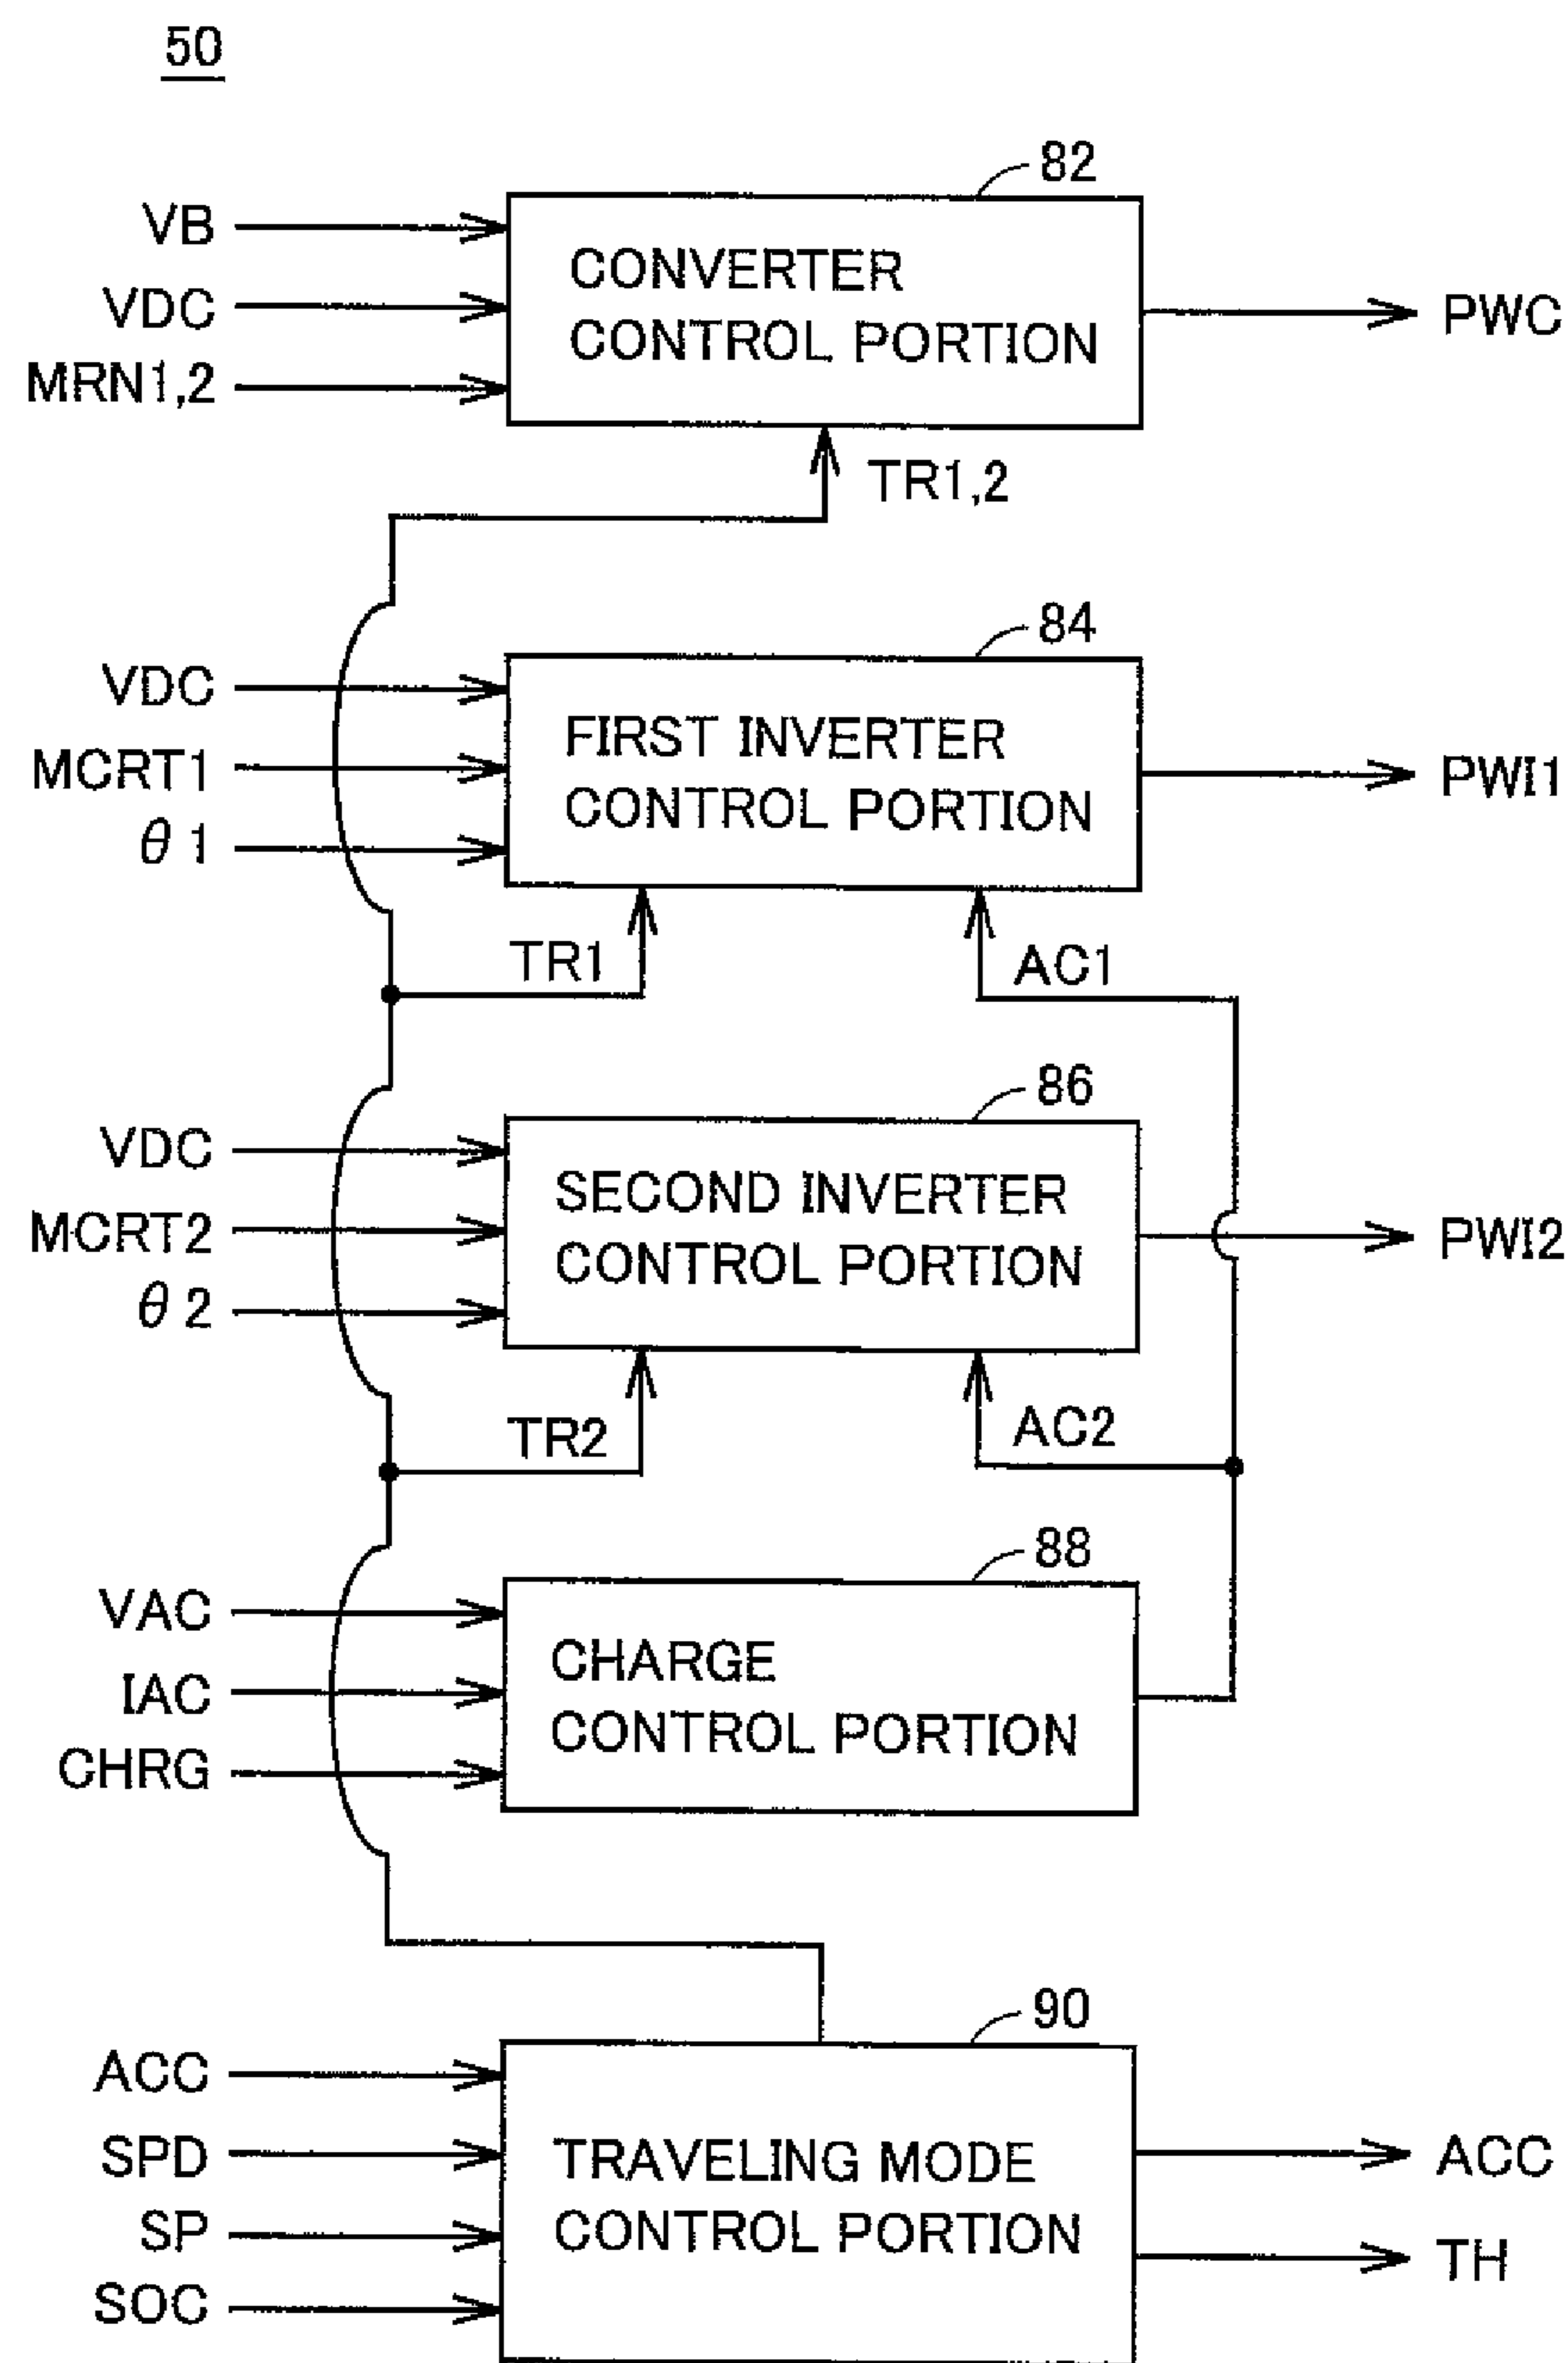 50
82
VB
VDC
MRN1,2
CONVERTER
CONTROL PORTION
PWC
TR1,2
84
VDC
MCRT1
θ1
FIRST INVERTER
CONTROL PORTION
PWI1
TR1
AC1
86
VDC
MCRT2
θ2
SECOND INVERTER
CONTROL PORTION
PWI2
TR2
AC2
88
VAC
IAC
CHRG
CHARGE
CONTROL PORTION
90
ACC
SPD
SP
SOC
TRAVELING MODE
CONTROL PORTION
ACC
TH